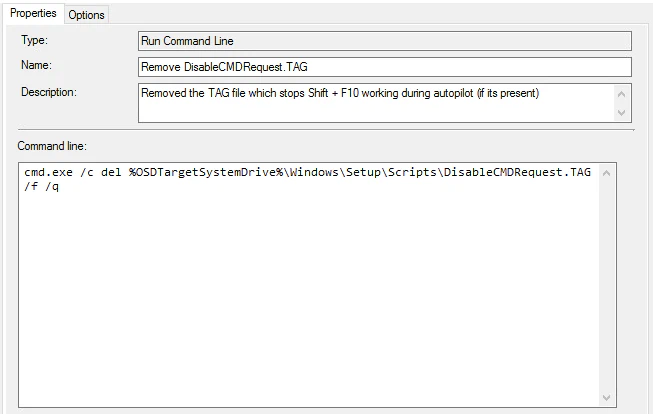 Properties Options
Type: Run Command Line
Name: Remove DisableCMDRequest.TAG
Description: Removed the TAG file which stops Shift + F10 working during autopilot (if its present)
Command line:
cmd.exe /c del %OSDTargetSystemDrive%\Windows\Setup\Scripts\DisableCMDRequest.TAG
/f /q